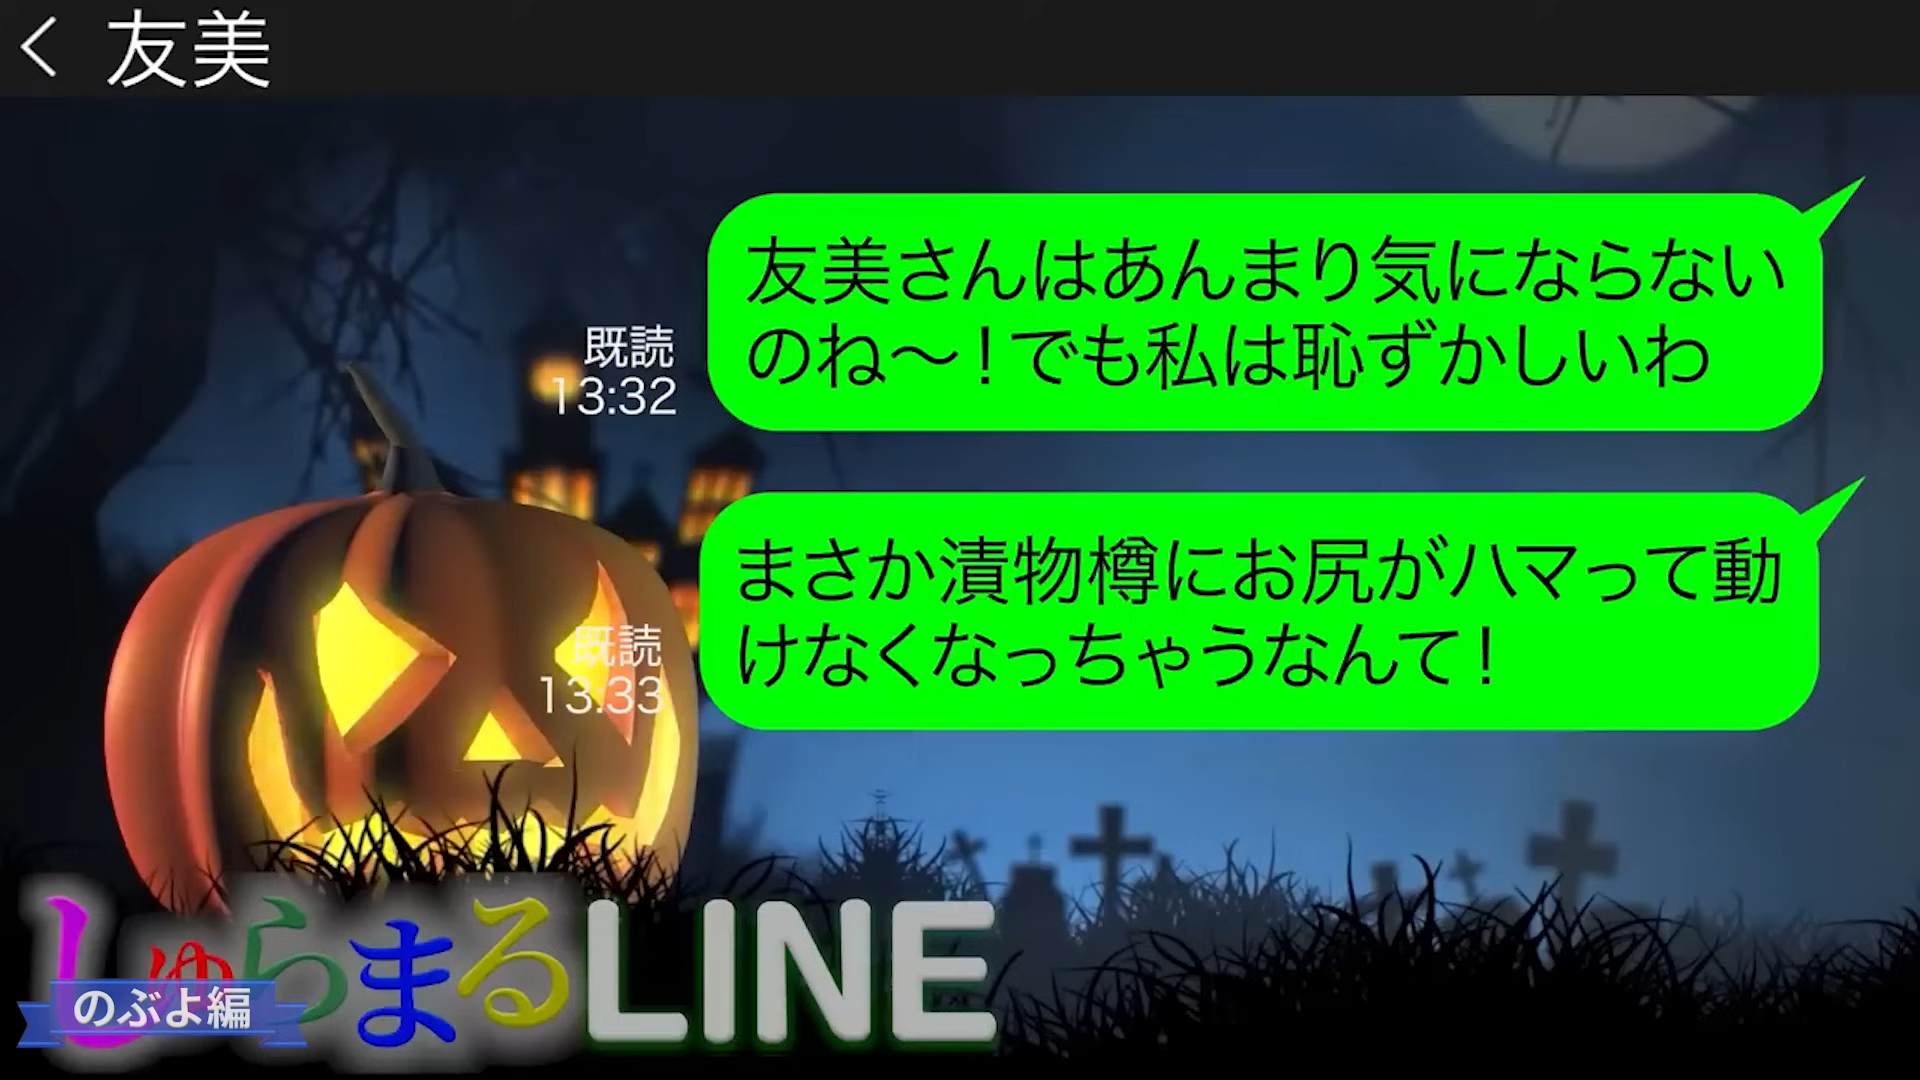 友美
友美さんはあんまり気にならない
のね～！でも私は恥ずかしいわ
既読
13:32
まさか漬物樽にお尻がハマって動
けなくなっちゃうなんて！
既読
13:33
しゅらまるLINE
のぶよ編